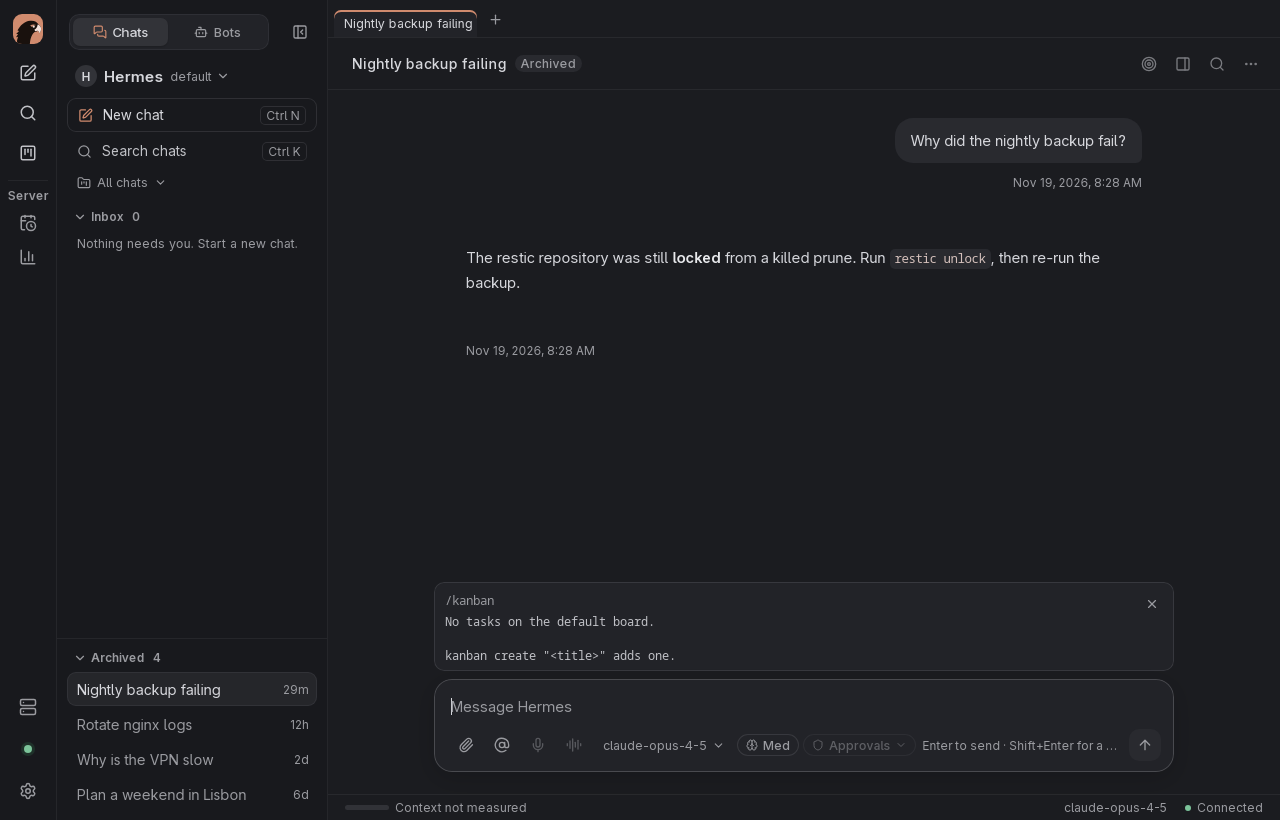 Chats
Bots
H Hermes default
New chat Ctrl N
Search chats Ctrl K
All chats
Inbox 0
Nothing needs you. Start a new chat.
Server
Archived 4
Nightly backup failing 29m
Rotate nginx logs 12h
Why is the VPN slow 2d
Plan a weekend in Lisbon 6d
Nightly backup failing
Nightly backup failing Archived
Why did the nightly backup fail?
Nov 19, 2026, 8:28 AM
The restic repository was still locked from a killed prune. Run restic unlock, then re-run the
backup.
Nov 19, 2026, 8:28 AM
/kanban
No tasks on the default board.
kanban create "<title>" adds one.
Message Hermes
claude-opus-4-5 Med Approvals Enter to send · Shift+Enter for a ...
Context not measured
claude-opus-4-5 Connected